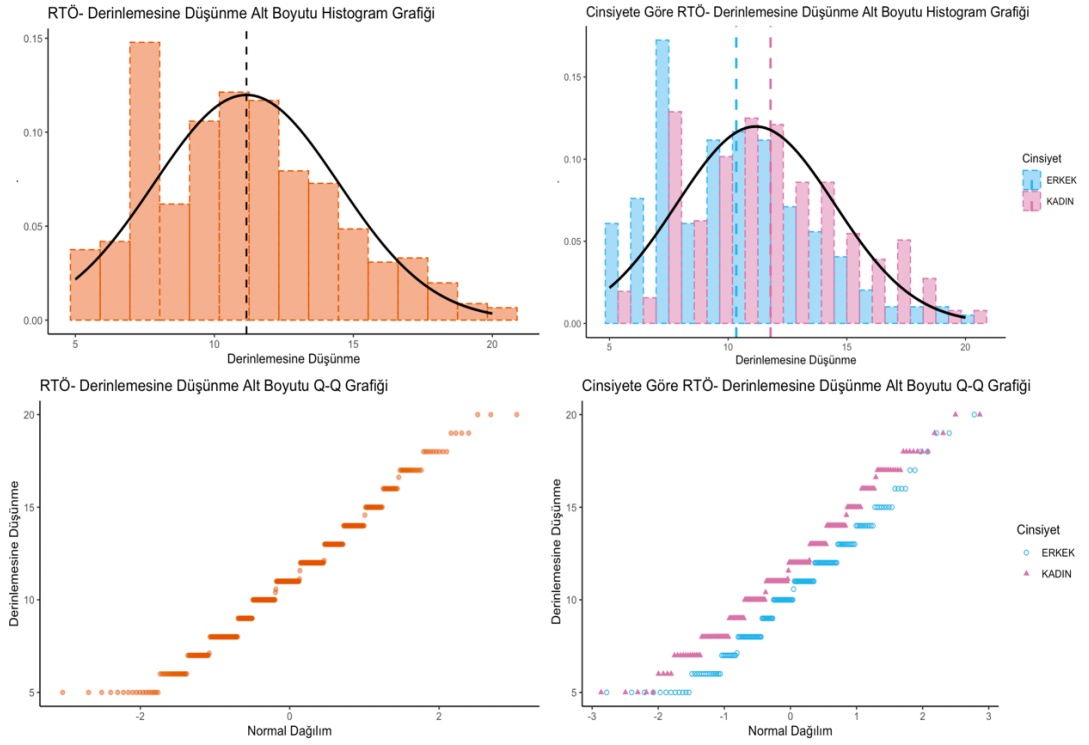 RTÖ- Derinlemesine Düşünme Alt Boyutu Histogram Grafiği
0.15
0.10
0.05
0.00
5
10
15
20
Derinlemesine Düşünme
Cinsiyete Göre RTÖ- Derinlemesine Düşünme Alt Boyutu Histogram Grafiği
0.15
0.10
0.05
0.00
5
10
15
20
Derinlemesine Düşünme
Cinsiyet
ERKEK
KADIN
RTÖ- Derinlemesine Düşünme Alt Boyutu Q-Q Grafiği
Derinlemesine Düşünme
20
15
10
5
-2
0
2
Normal Dağılım
Cinsiyete Göre RTÖ- Derinlemesine Düşünme Alt Boyutu Q-Q Grafiği
Derinlemesine Düşünme
20
15
10
5
-3
-2
-1
0
1
2
3
Normal Dağılım
Cinsiyet
ERKEK
KADIN